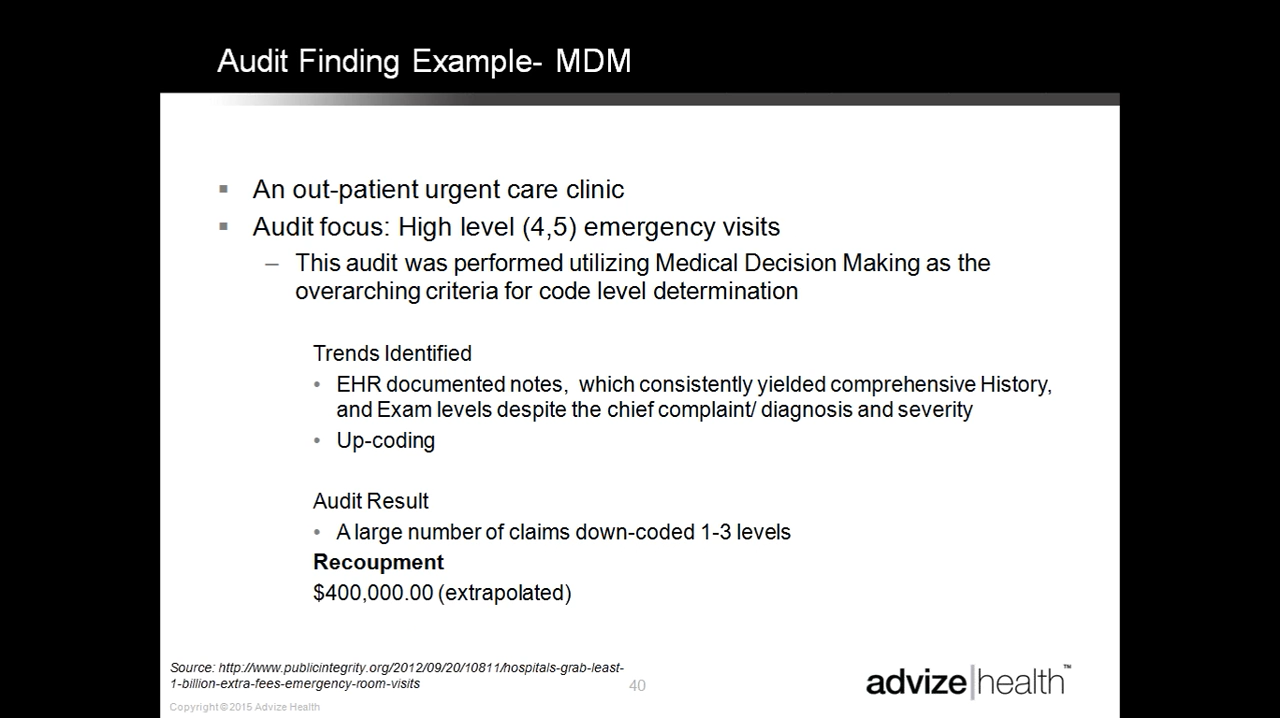 Audit Finding Example- MDM
▪ An out-patient urgent care clinic
▪ Audit focus: High level (4,5) emergency visits
– This audit was performed utilizing Medical Decision Making as the
overarching criteria for code level determination
Trends Identified
• EHR documented notes, which consistently yielded comprehensive History,
and Exam levels despite the chief complaint/ diagnosis and severity
• Up-coding
Audit Result
• A large number of claims down-coded 1-3 levels
Recoupment
$400,000.00 (extrapolated)
Source: http://www.publicintegrity.org/2012/09/20/10811/hospitals-grab-least-
1-billion-extra-fees-emergency-room-visits
40
advize|health™
Copyright©2015 Advize Health